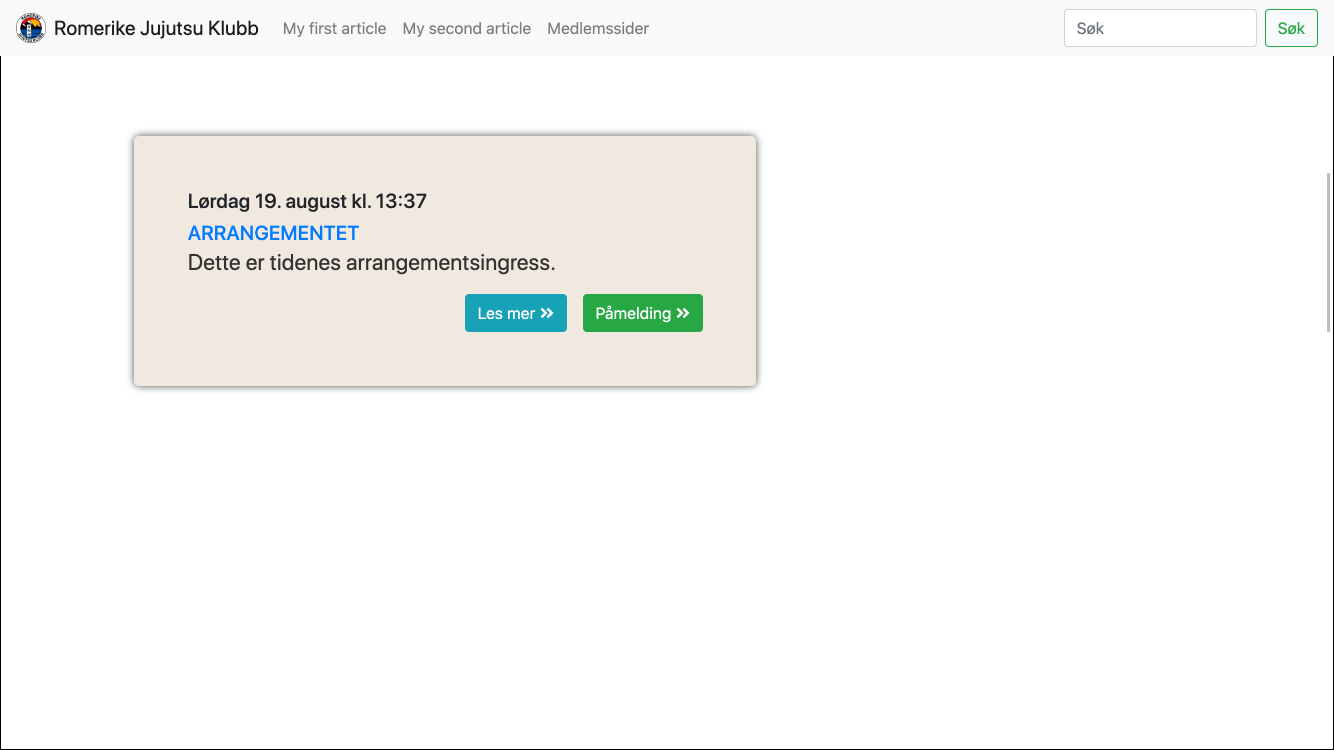 Romerike Jujutsu Klubb My first article My second article Medlemssider Søk Søk
Lørdag 19. august kl. 13:37
ARRANGEMENTET
Dette er tidenes arrangementsingress.
Les mer » Påmelding »